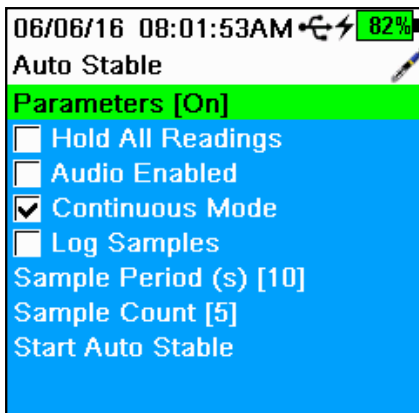 06/06/16 08:01:53AM 82%
Auto Stable
Parameters [On]
Hold All Readings
Audio Enabled
Continuous Mode
Log Samples
Sample Period (s) [10]
Sample Count [5]
Start Auto Stable